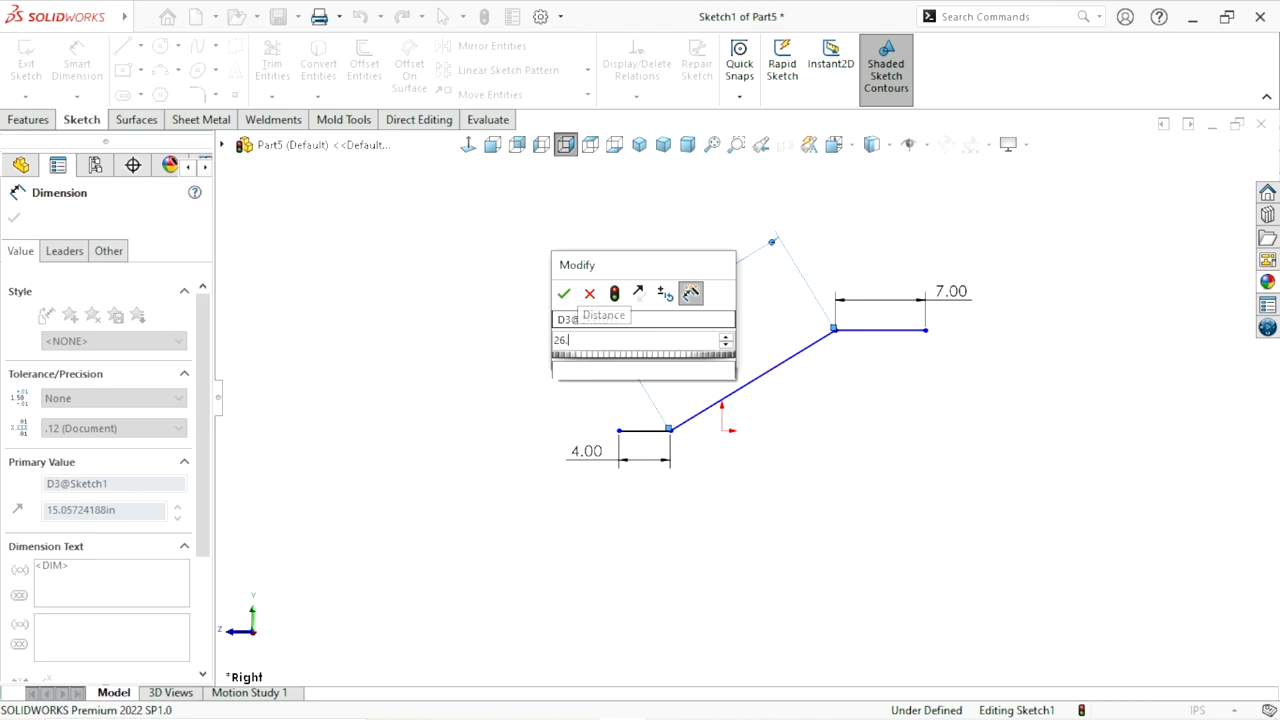 SOLIDWORKS
Sketch1 of Part5 *
Search Commands
Exit Sketch
Smart Dimension
Trim Entities
Convert Entities
Offset Entities
Offset On Surface
Mirror Entities
Linear Sketch Pattern
Move Entities
Display/Delete Relations
Repair Sketch
Quick Snaps
Rapid Sketch
Instant2D
Shaded Sketch Contours
Features
Sketch
Surfaces
Sheet Metal
Weldments
Mold Tools
Direct Editing
Evaluate
Part5 (Default) <<Default...
Dimension
Value
Leaders
Other
Style
<NONE>
Tolerance/Precision
None
.12 (Document)
Primary Value
D3@Sketch1
15.05724188in
Dimension Text
<DIM>
Modify
Distance
D3@
26.
7.00
4.00
Y
Z
*Right
Model
3D Views
Motion Study 1
SOLIDWORKS Premium 2022 SP1.0
Under Defined
Editing Sketch1
IPS